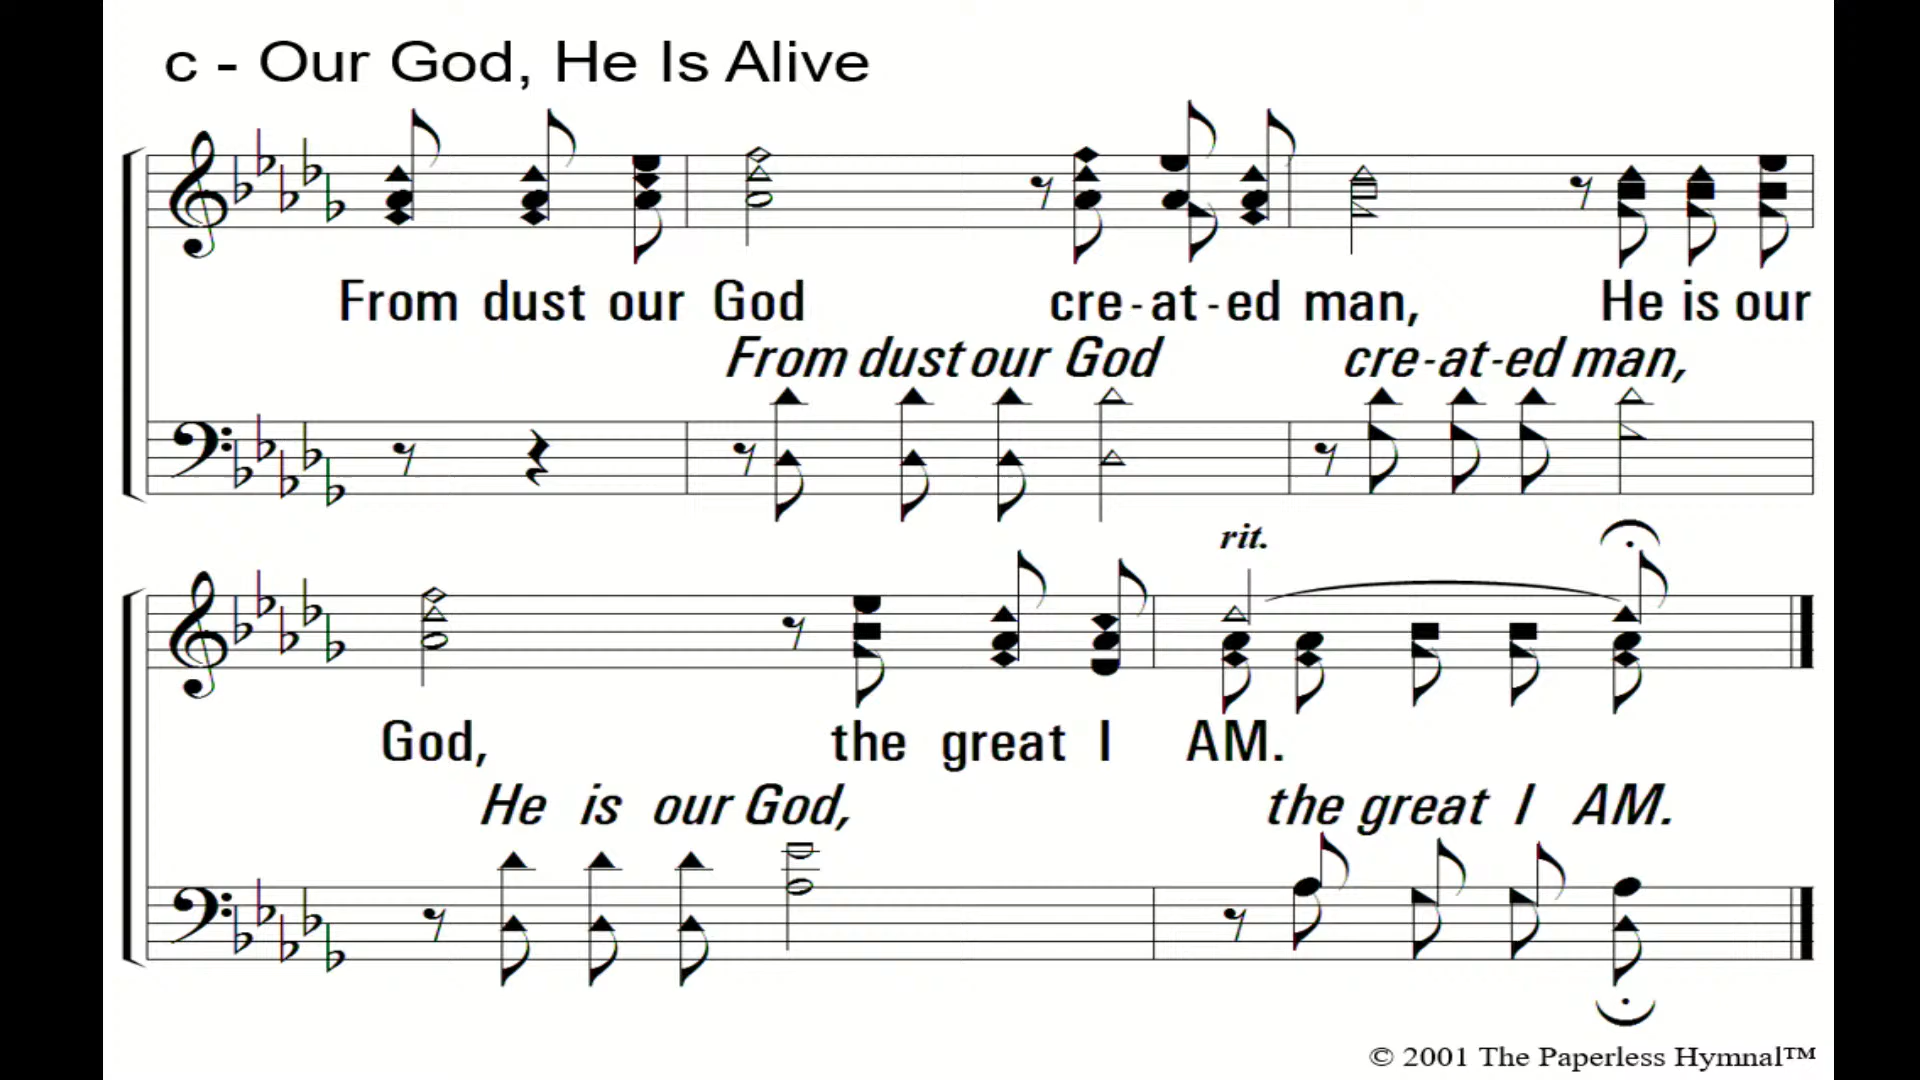 c - Our God, He Is Alive
From dust our God cre - at - ed man, He is our
From dust our God cre-at-ed man,
rit.
God, the great I AM.
He is our God, the great I AM.
© 2001 The Paperless Hymnal™